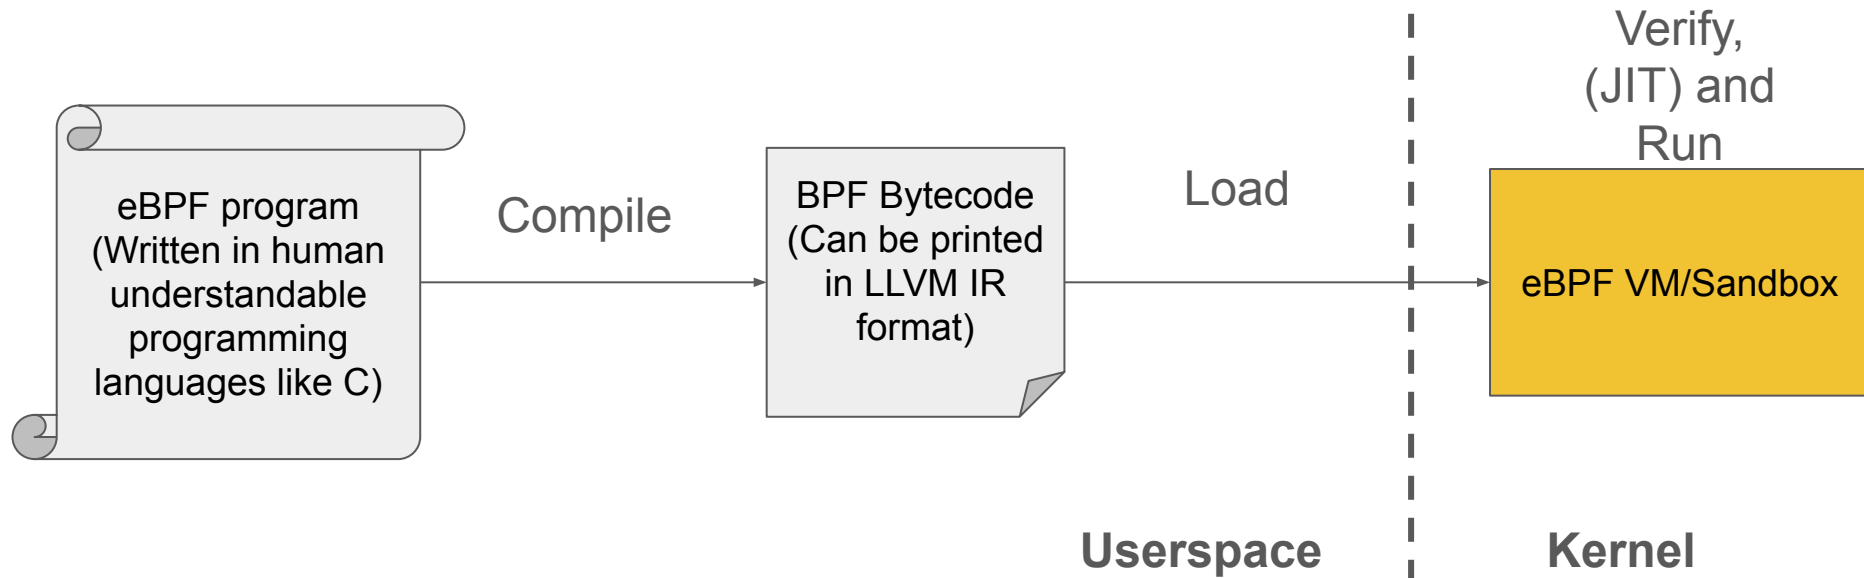 eBPF program
(Written in human
understandable
programming
languages like C)
Compile
BPF Bytecode
(Can be printed
in LLVM IR
format)
Load
Verify,
(JIT) and
Run
eBPF VM/Sandbox
Userspace
Kernel